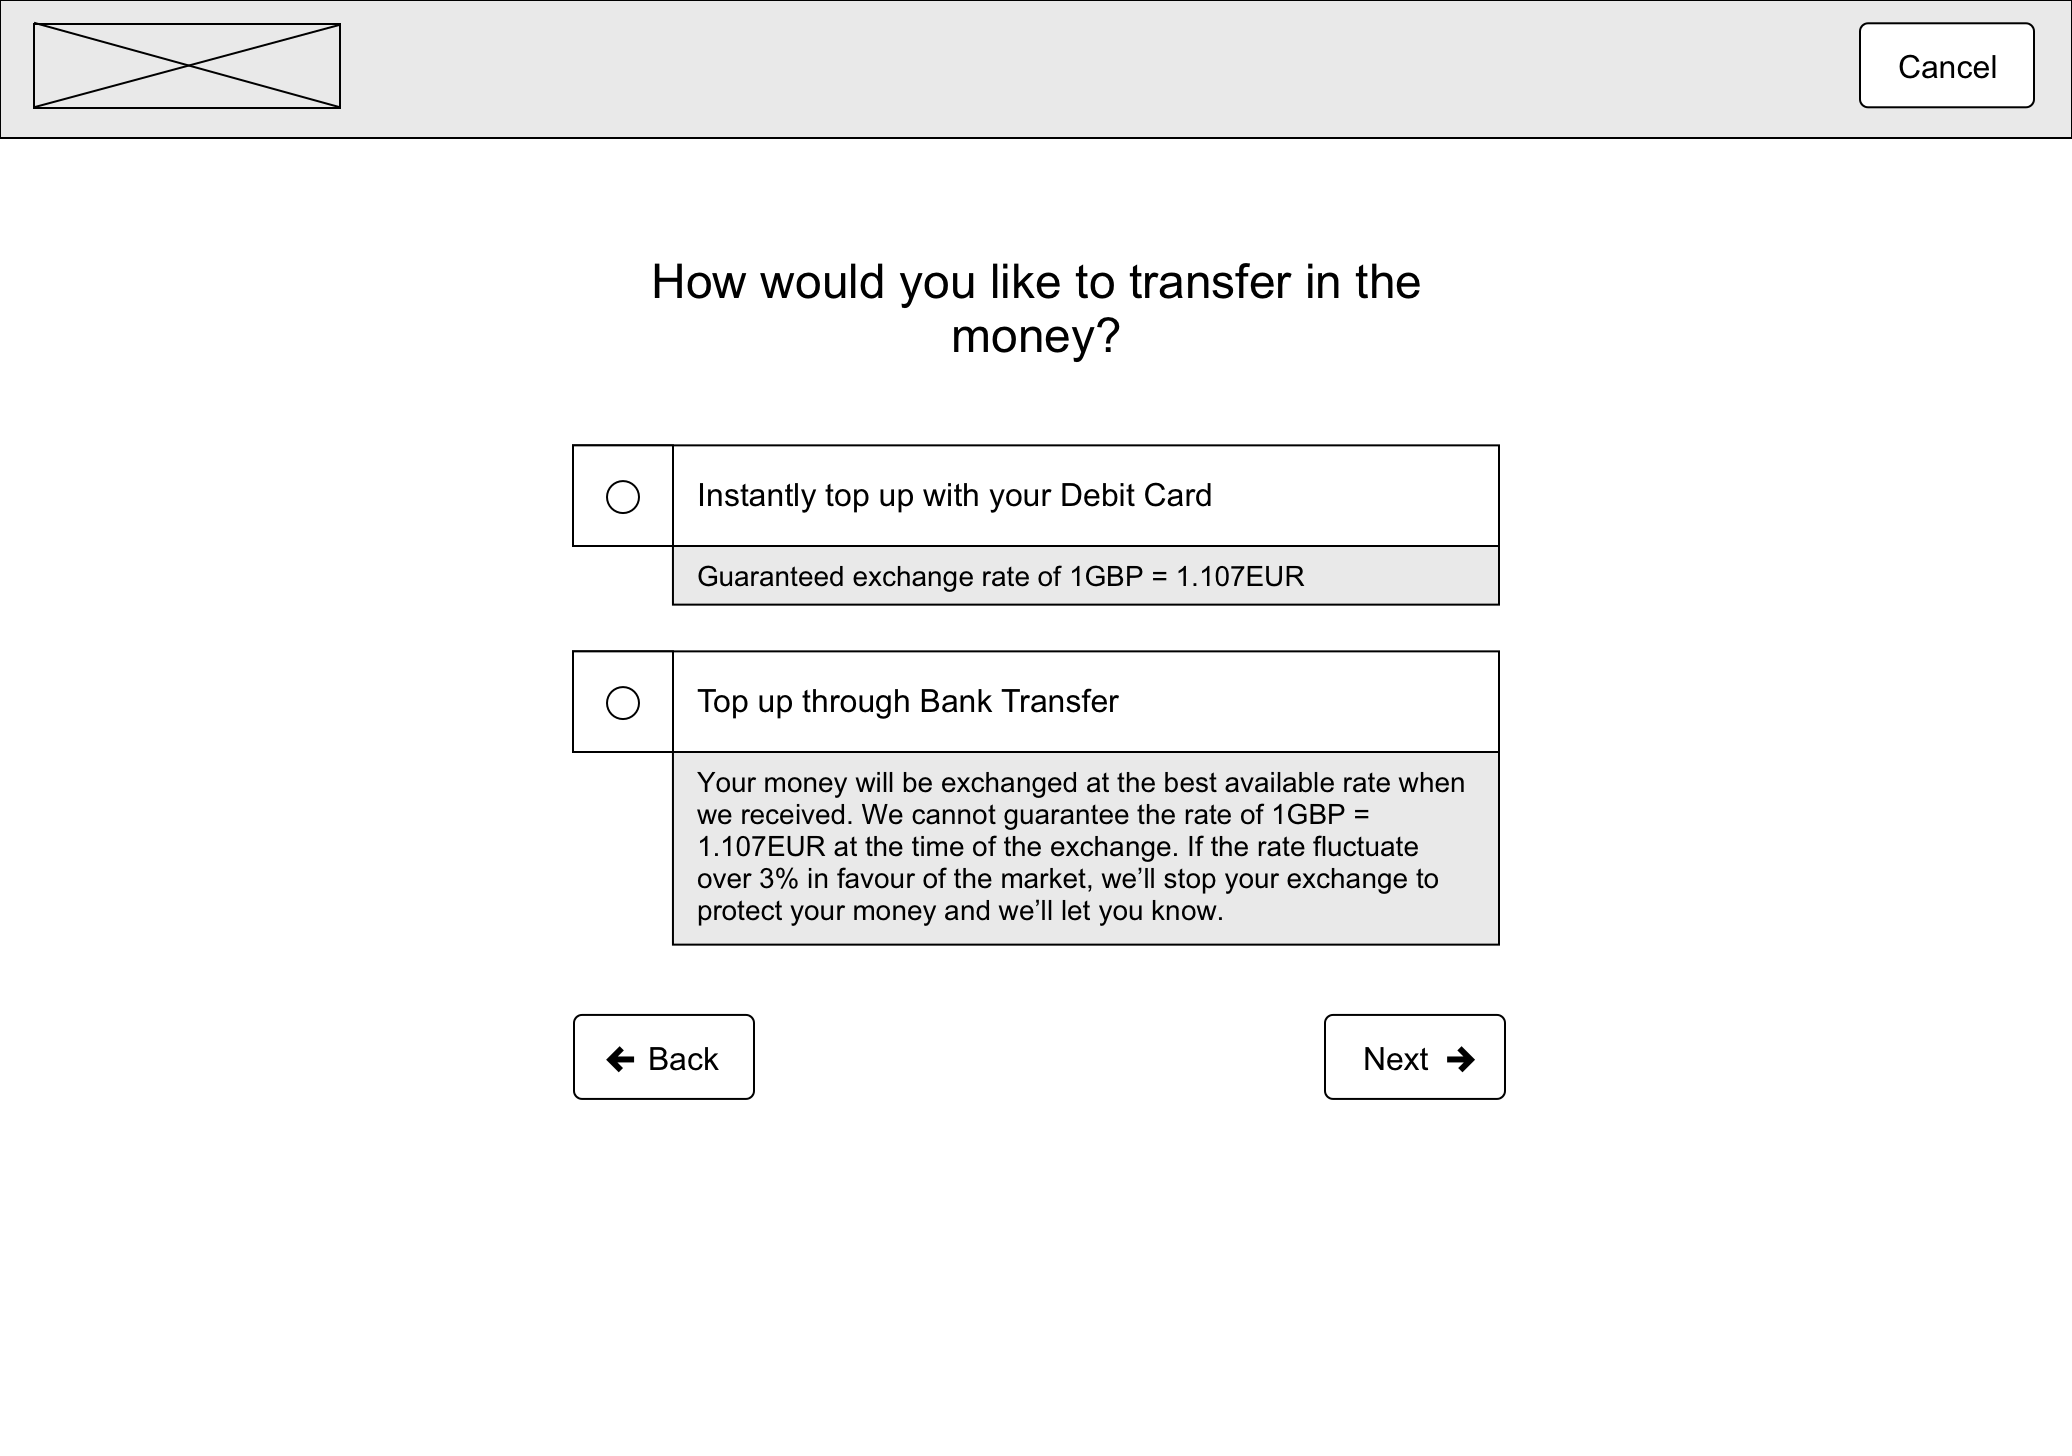 Cancel
How would you like to transfer in the
money?
Instantly top up with your Debit Card
Guaranteed exchange rate of 1GBP = 1.107EUR
Top up through Bank Transfer
Your money will be exchanged at the best available rate when
we received. We cannot guarantee the rate of 1GBP =
1.107EUR at the time of the exchange. If the rate fluctuate
over 3% in favour of the market, we’ll stop your exchange to
protect your money and we’ll let you know.
Back
Next